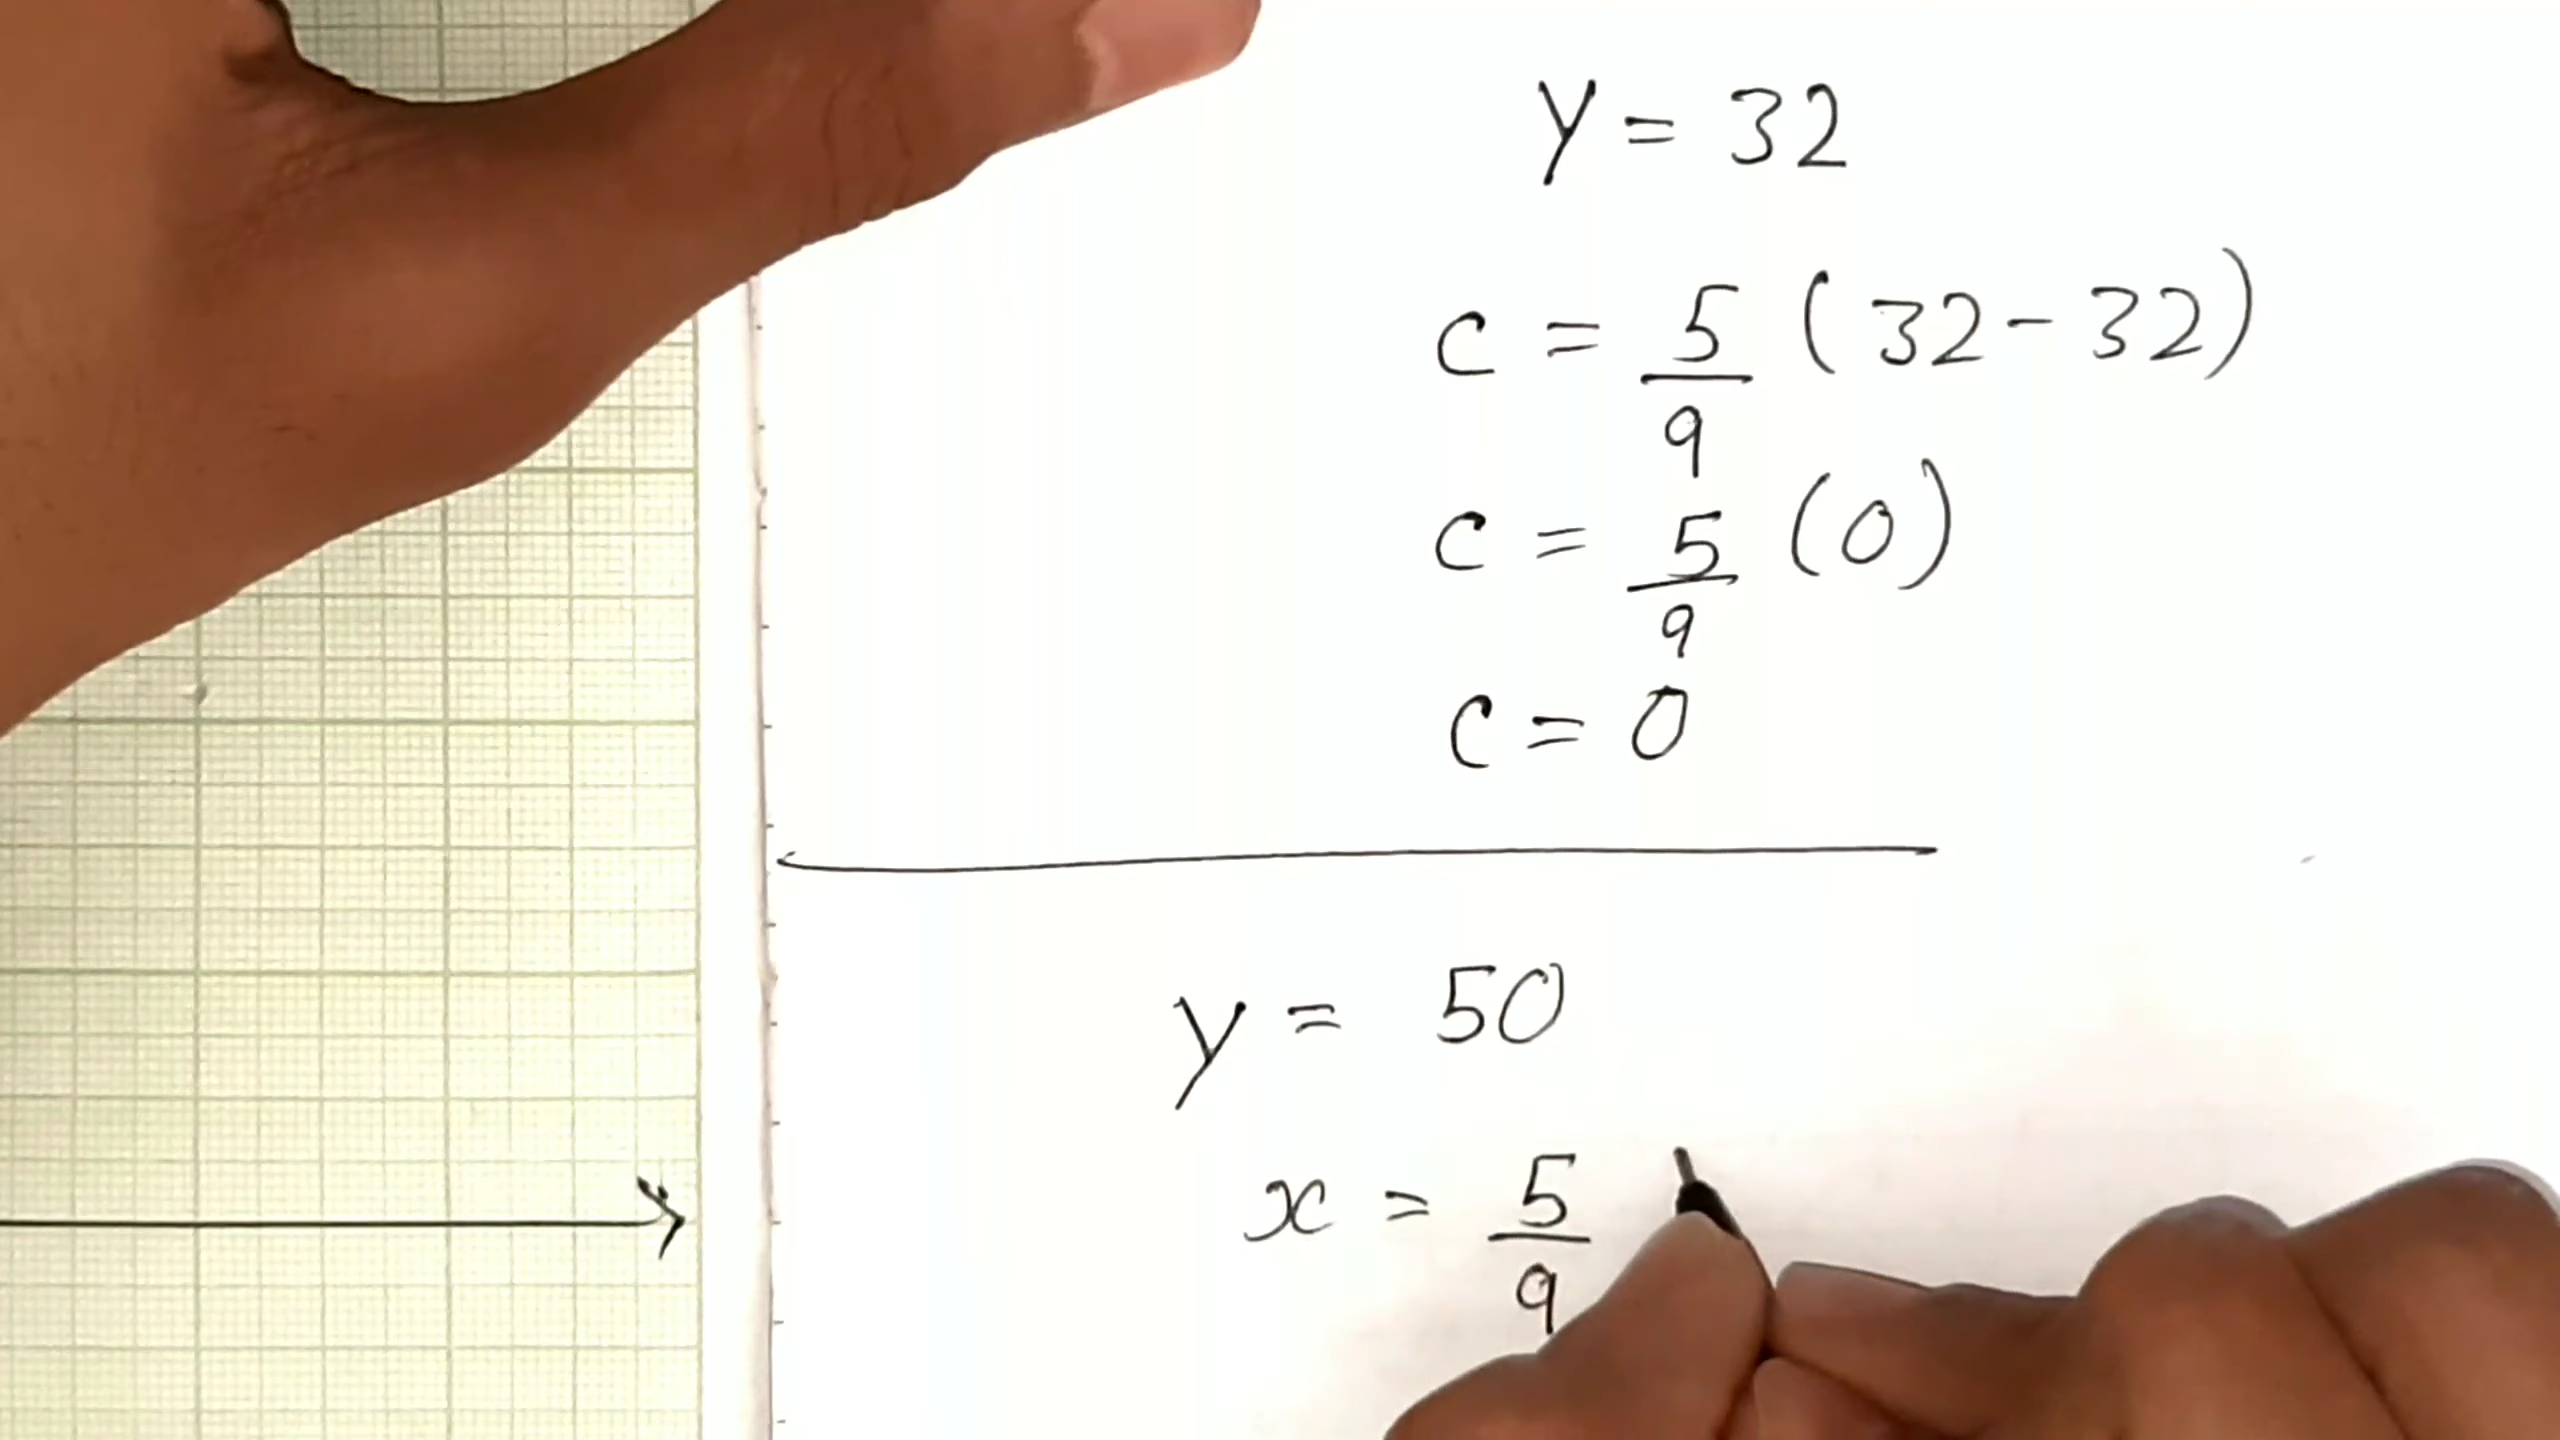 y = 32
c = 5/9 (32 - 32)
c = 5/9 (0)
c = 0
y = 50
x = 5/9